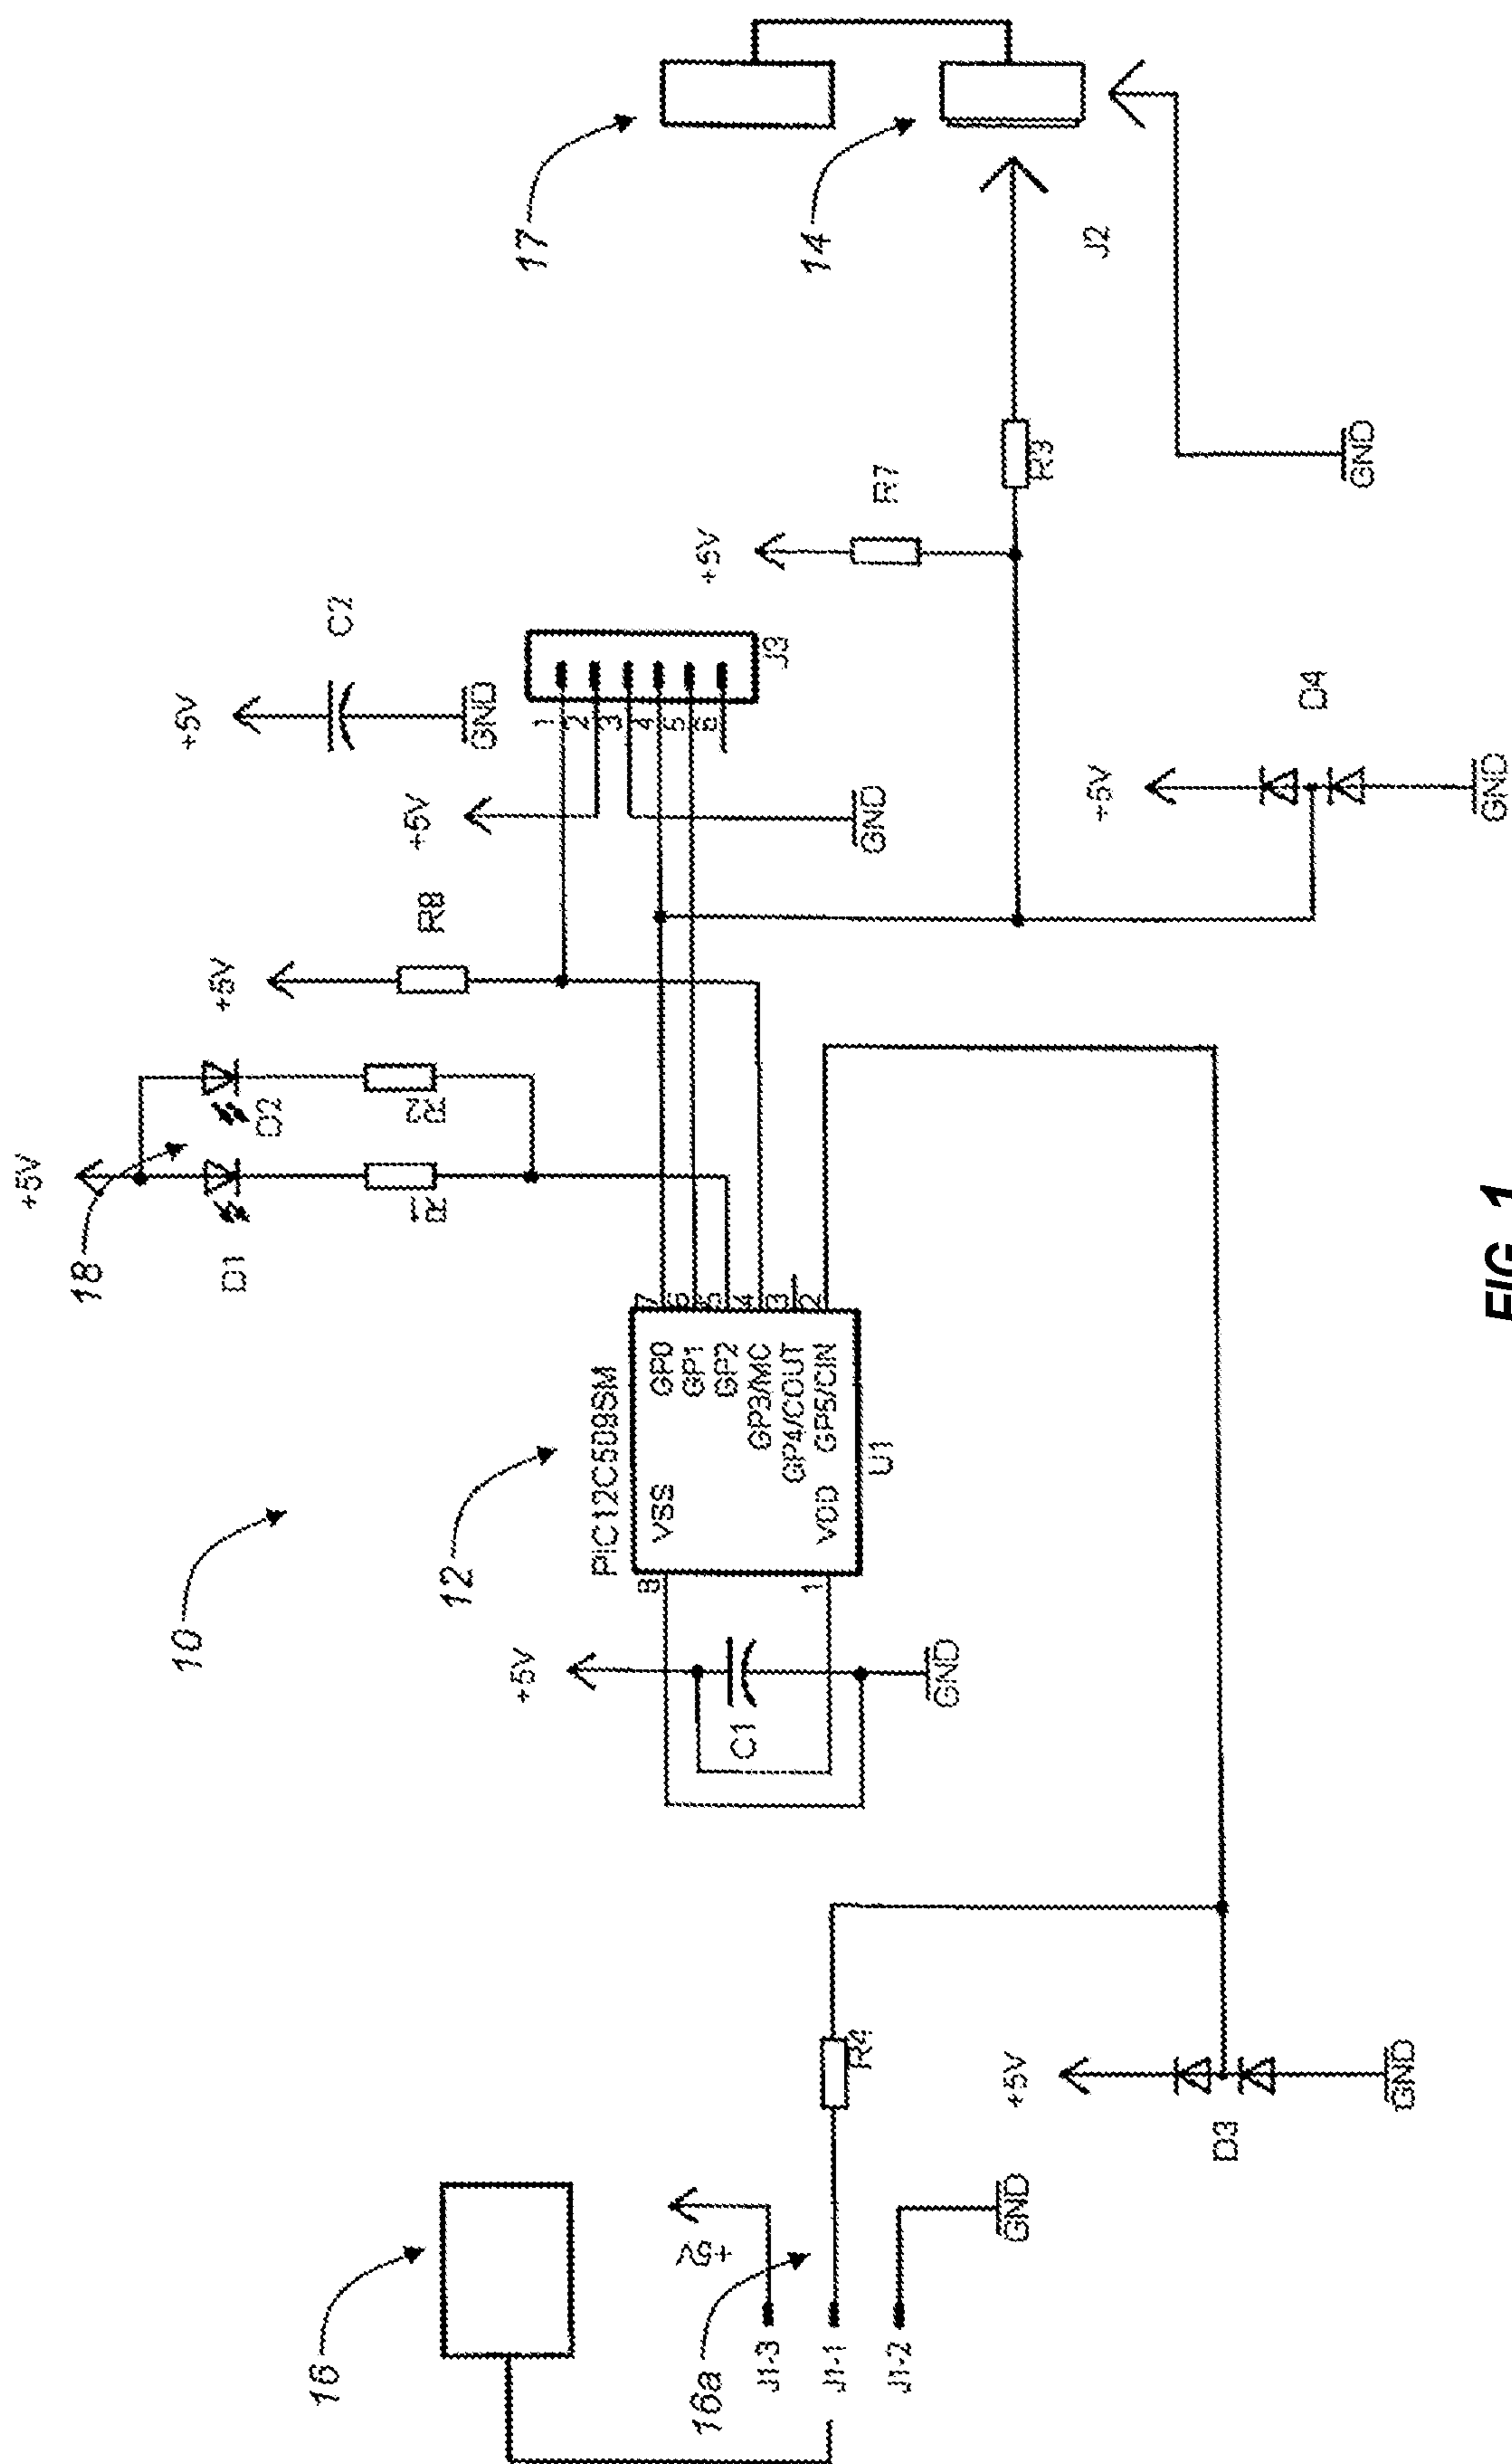 18
+5V
D1
D2
R1
R2
+5V
R8
+5V
C2
GND
10
12
PIC12C509SM
8
VSS
1
VDD
GP0
GP1
GP2
GP3/MC
GP4/COUT
GP5/CIN
7
6
5
4
3
2
U1
+5V
C1
GND
+5V
GND
1
2
3
4
5
6
J3
+5V
R7
R3
17
14
J2
GND
+5V
D4
GND
16
+5V
16a
J1-3
J1-1
J1-2
GND
R4
+5V
D3
GND
FIG. 1